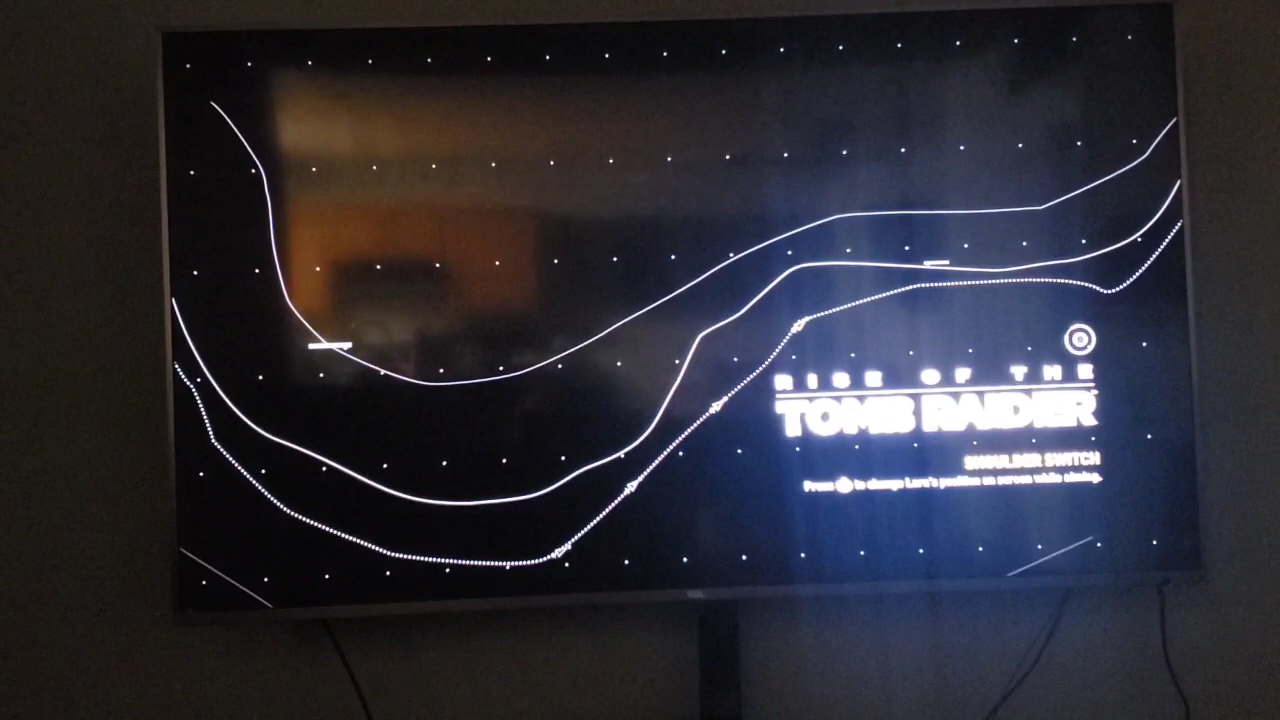 RISE OF THE
TOMB RAIDER
SHOULDER SWITCH
Press to change Lara's position on screen while aiming.